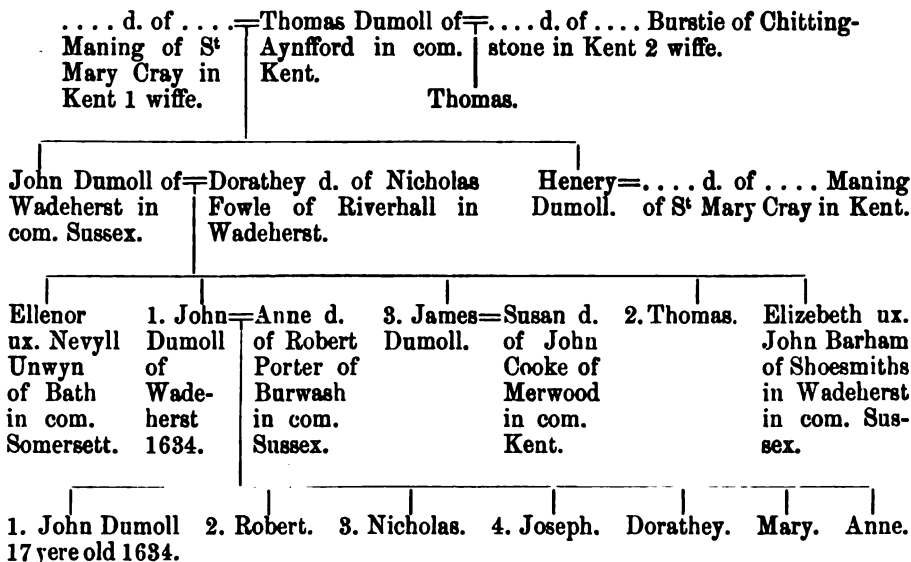 . . . . d. of . . . .=Thomas Dumoll of=. . . . d. of . . . . Burstie of Chitting-
Maning of St Aynfford in com. stone in Kent 2 wiffe.
Mary Cray in Kent.
Kent 1 wiffe. Thomas.
John Dumoll of=Dorathey d. of Nicholas Henery=. . . . d. of . . . . Maning
Wadeherst in Fowle of Riverhall in Dumoll. of St Mary Cray in Kent.
com. Sussex. Wadeherst.
Ellenor 1. John=Anne d. 3. James=Susan d. 2. Thomas. Elizebeth ux.
ux. Nevyll Dumoll of Robert Dumoll. of John John Barham
Unwyn of Porter of Cooke of of Shoesmiths
of Bath Wade- Burwash Merwood in Wadeherst
in com. herst in com. in com. in com. Sus-
Somersett. 1634. Sussex. Kent. sex.
1. John Dumoll 2. Robert. 3. Nicholas. 4. Joseph. Dorathey. Mary. Anne.
17 yere old 1634.